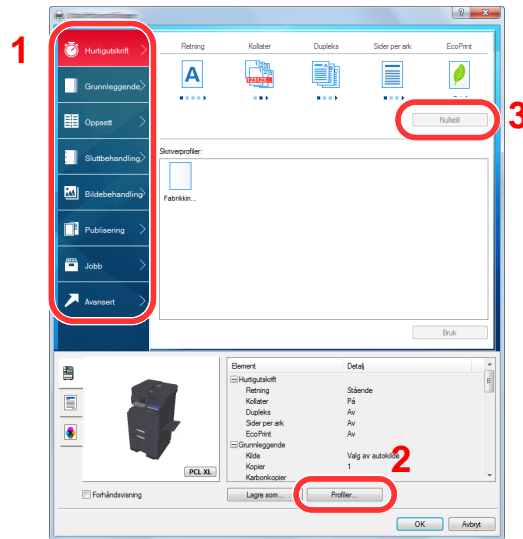 1
Hurtigutskrift
Grunnleggende
Oppsett
Sluttbehandling
Bildebehandling
Publisering
Jobb
Avansert
Retning Kollater Dupleks Sider per ark EcoPrint
A
123123
Nullstill
3
Skriverprofiler:
Fabrikkin...
Bruk
Element Detalj
Hurtigutskrift
Retning Stående
Kollater På
Dupleks Av
Sider per ark Av
EcoPrint Av
Grunnleggende
Kilde Valg av autokilde
Kopier 1
Karbonkopier
2
PCL XL
Forhåndsvisning
Lagre som... Profiler...
OK Avbryt